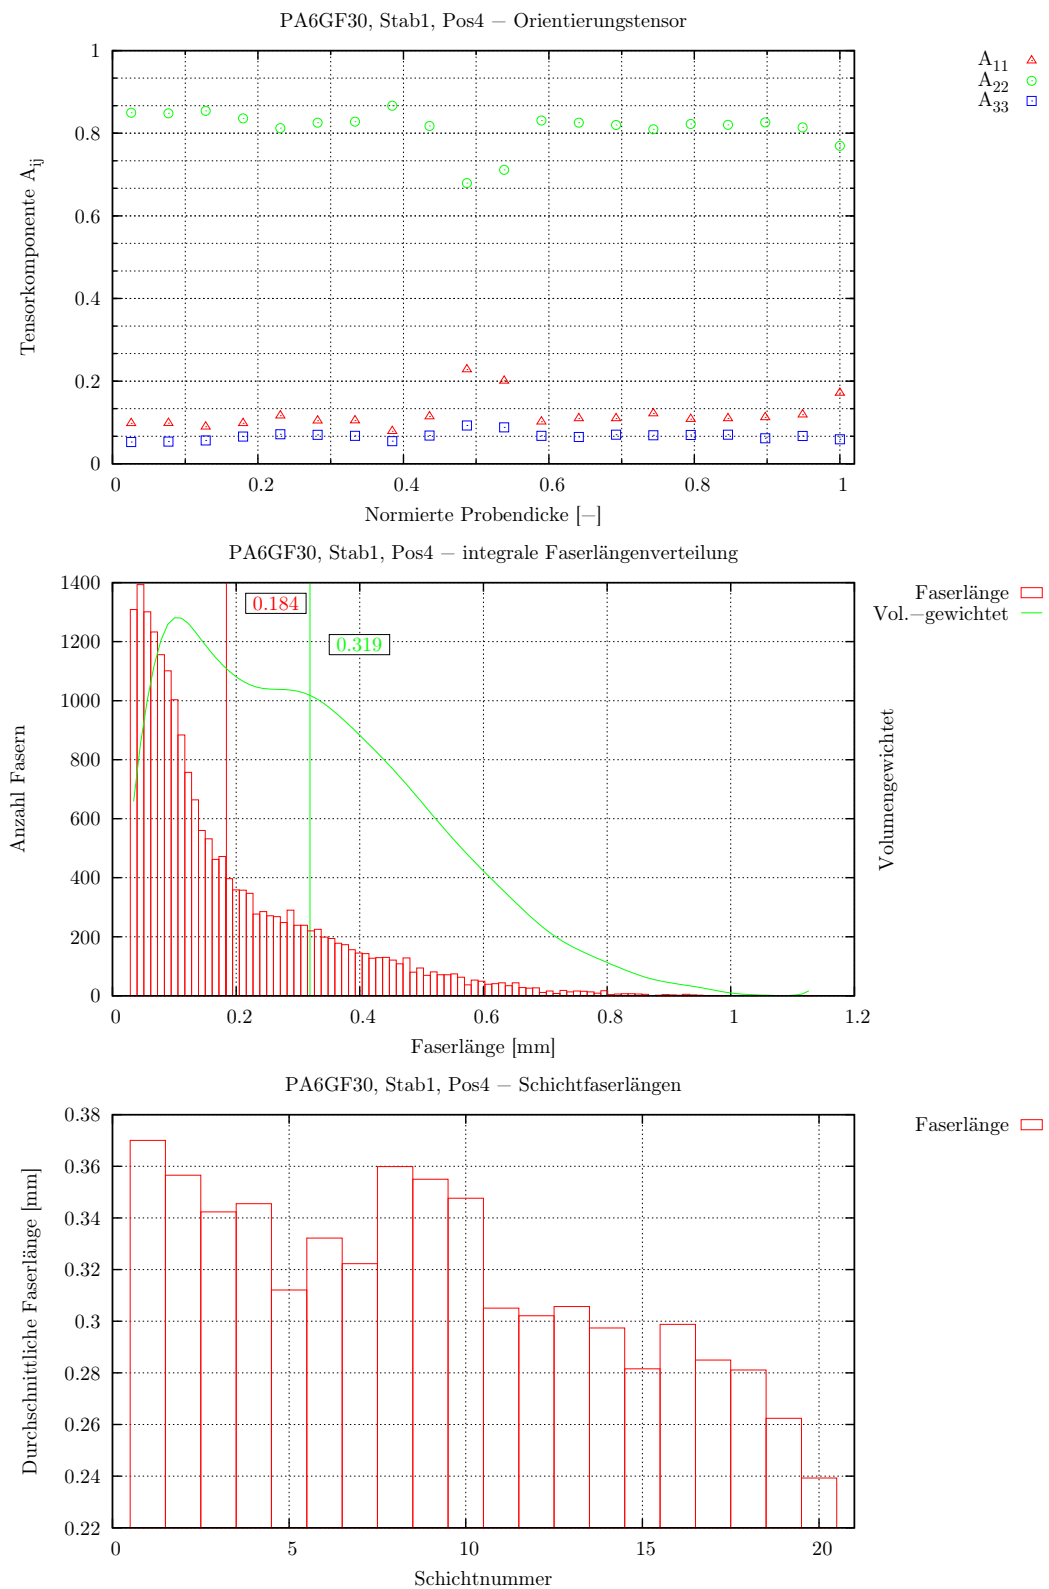 PA6GF30, Stab1, Pos4 − Orientierungstensor
1
0.8
0.6
0.4
0.2
0
0 0.2 0.4 0.6 0.8 1
Tensorkomponente A_ij
Normierte Probendicke [−]
A_11
A_22
A_33
PA6GF30, Stab1, Pos4 − integrale Faserlängenverteilung
1400
1200
1000
800
600
400
200
0
0 0.2 0.4 0.6 0.8 1 1.2
Anzahl Fasern
Faserlänge [mm]
0.184
0.319
Volumengewichtet
Faserlänge
Vol.−gewichtet
PA6GF30, Stab1, Pos4 − Schichtfaserlängen
0.38
0.36
0.34
0.32
0.3
0.28
0.26
0.24
0.22
0 5 10 15 20
Durchschnittliche Faserlänge [mm]
Schichtnummer
Faserlänge